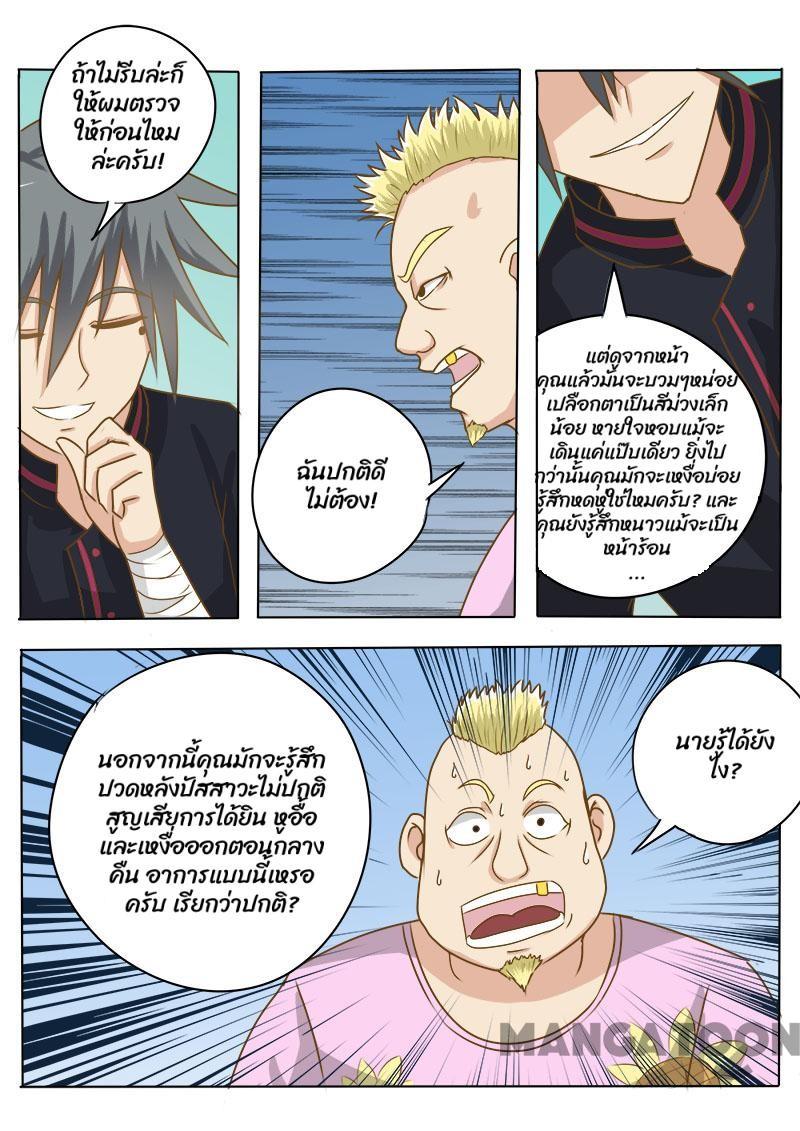 ถ้าไม่รีบล่ะก็
ให้ผมตรวจ
ให้ก่อนไหม
ล่ะครับ!
ฉันปกติดี
ไม่ต้อง!
แต่ดูจากหน้า
คุณแล้วมันจะบวมๆหน่อย
เปลือกตาเป็นสีม่วงเล็ก
น้อย หายใจหอบแม้จะ
เดินแค่แป๊บเดียว ยิ่งไป
กว่านั้นคุณมักจะเหงื่อบ่อย
รู้สึกหดหู่ใช่ไหมครับ? และ
คุณยังรู้สึกหนาวแม้จะเป็น
หน้าร้อน
...
นอกจากนี้คุณมักจะรู้สึก
ปวดหลังปัสสาวะไม่ปกติ
สูญเสียการได้ยิน หูอื้อ
และเหงื่อออกตอนกลาง
คืน อาการแบบนี้เหรอ
ครับ เรียกว่าปกติ?
นายรู้ได้ยัง
ไง?
MANGATOON